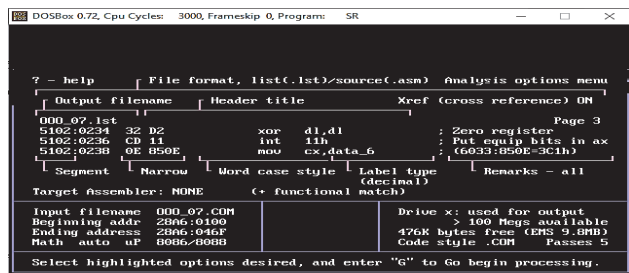 DOSBox 0.72, Cpu Cycles: 3000, Frameskip 0, Program: SR
? - help File format, list(.lst)/source(.asm) Analysis options menu
Output filename Header title Xref (cross reference) ON
OOO_07.lst Page 3
5102:0234 32 D2 xor dl,dl ; Zero register
5102:0236 CD 11 int 11h ; Put equip bits in ax
5102:0238 8E 850E mov cx,data_6 ; (6033:850E=3C1h)
Segment Narrow Word case style Label type Remarks - all
(decimal)
Target Assembler: NONE (+ functional match)
Input filename OOO_07.COM Drive x: used for output
Beginning addr 28A6:0100 > 100 Megs available
Ending address 28A6:046F 476K bytes free (EMS 9.8MB)
Math auto uP 8086/8088 Code style .COM Passes 5
Select highlighted options desired, and enter "G" to Go begin processing.